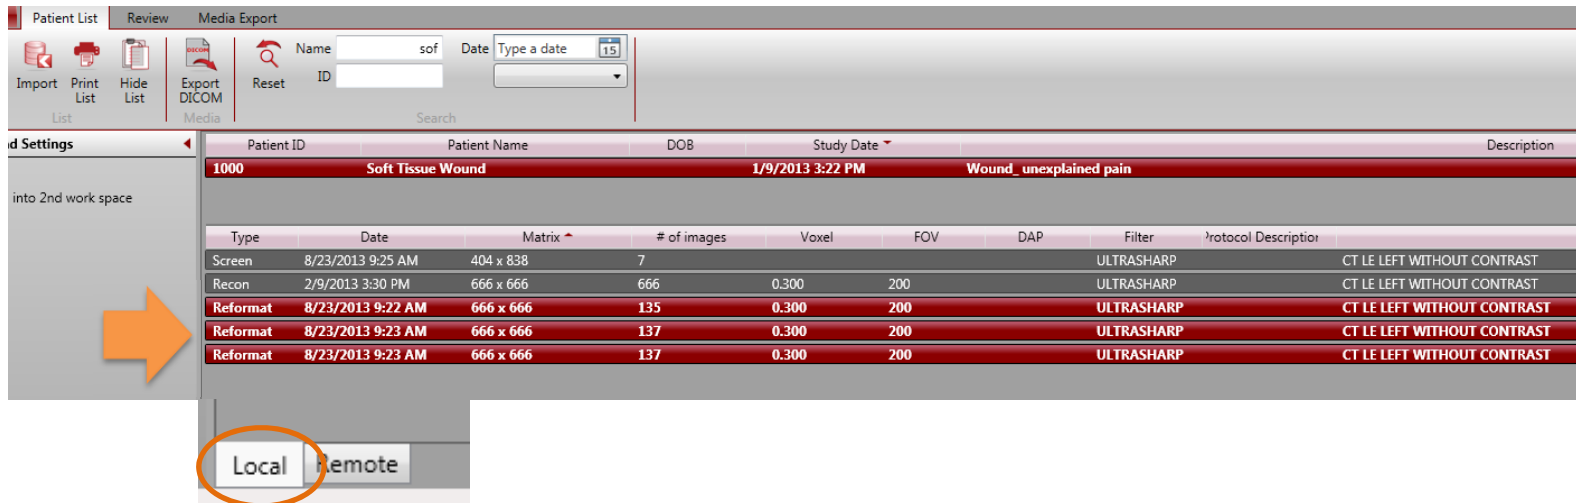 Patient List Review Media Export
Name sof Date Type a date 15
ID
Import Print List Hide List Export DICOM Reset
List Media Search
d Settings
Patient ID Patient Name DOB Study Date Description
1000 Soft Tissue Wound 1/9/2013 3:22 PM Wound_ unexplained pain
into 2nd work space
Type Date Matrix # of images Voxel FOV DAP Filter Protocol Description
Screen 8/23/2013 9:25 AM 404 x 838 7 ULTRASHARP CT LE LEFT WITHOUT CONTRAST
Recon 2/9/2013 3:30 PM 666 x 666 666 0.300 200 ULTRASHARP CT LE LEFT WITHOUT CONTRAST
Reformat 8/23/2013 9:22 AM 666 x 666 135 0.300 200 ULTRASHARP CT LE LEFT WITHOUT CONTRAST
Reformat 8/23/2013 9:23 AM 666 x 666 137 0.300 200 ULTRASHARP CT LE LEFT WITHOUT CONTRAST
Reformat 8/23/2013 9:23 AM 666 x 666 137 0.300 200 ULTRASHARP CT LE LEFT WITHOUT CONTRAST
Local Remote